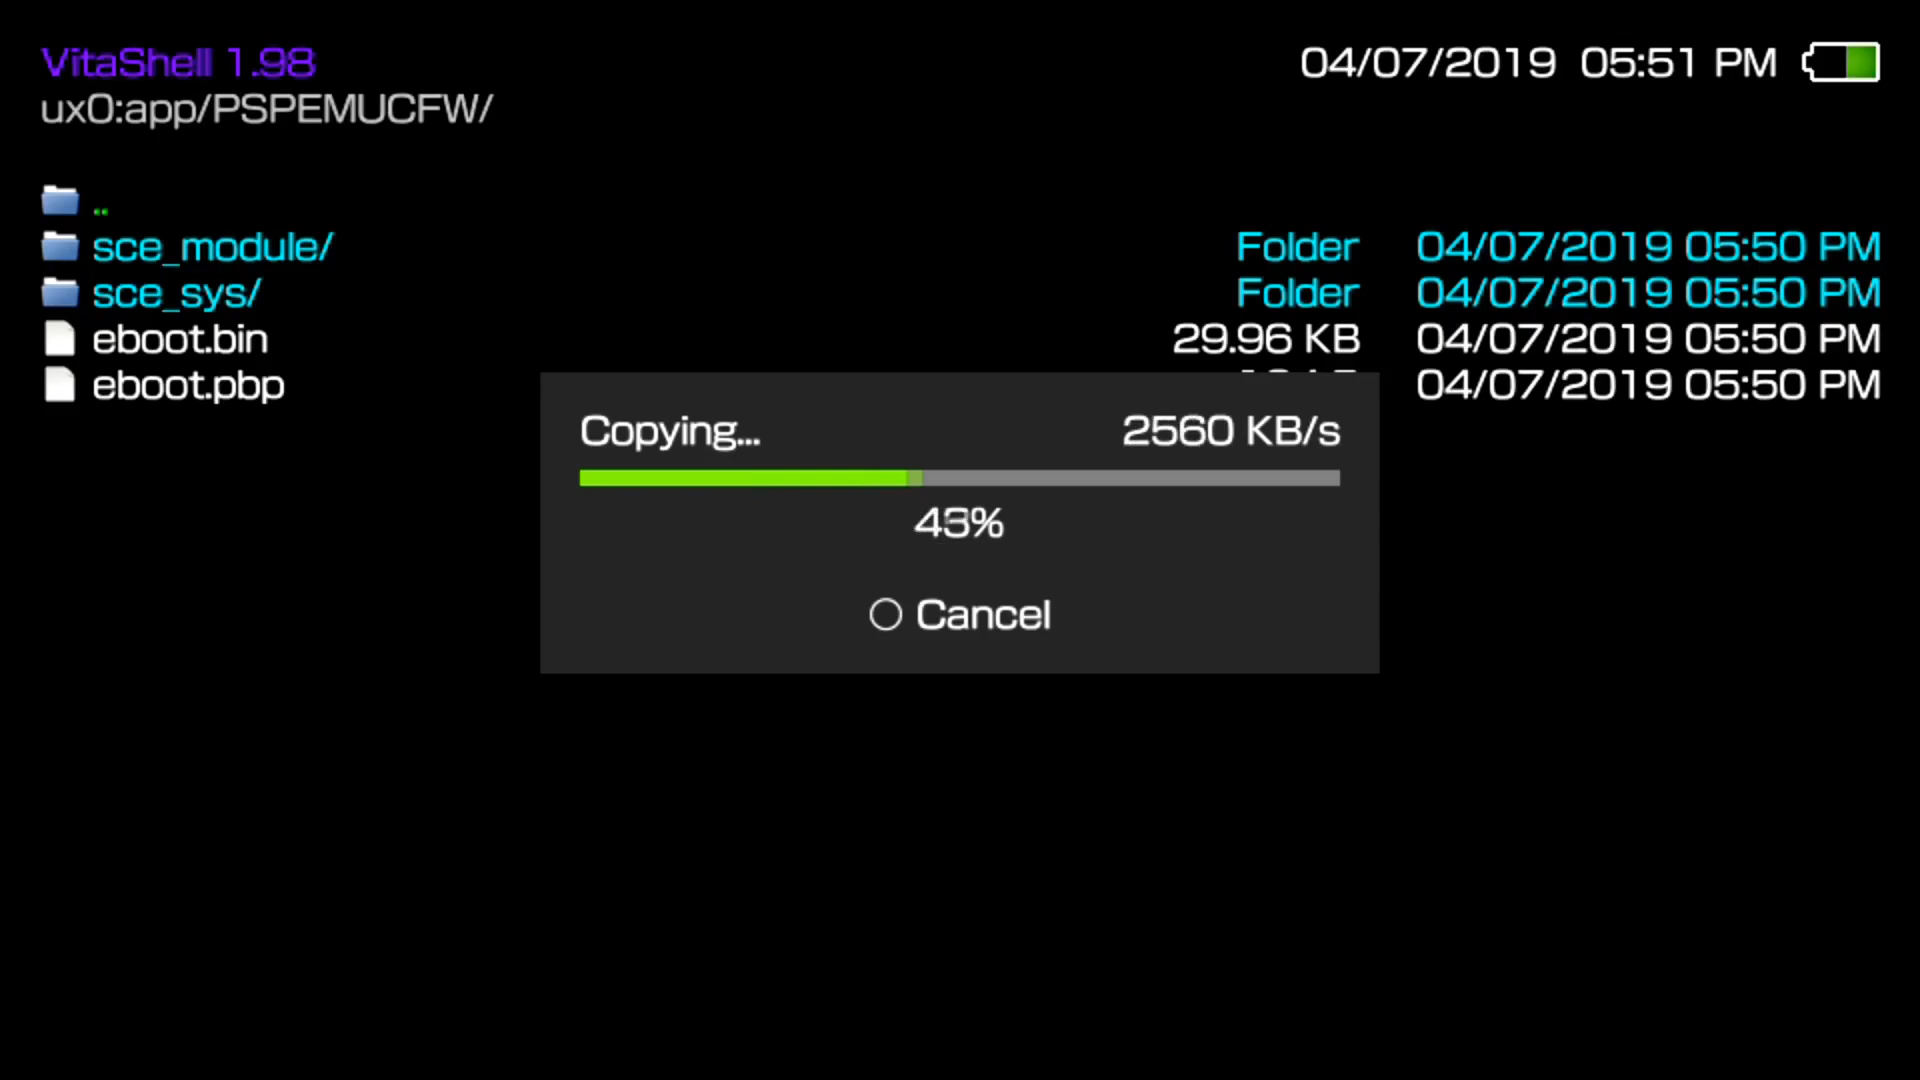 VitaShell 1.98
04/07/2019 05:51 PM
ux0:app/PSPEMUCFW/
..
sce_module/ Folder 04/07/2019 05:50 PM
sce_sys/ Folder 04/07/2019 05:50 PM
eboot.bin 29.96 KB 04/07/2019 05:50 PM
eboot.pbp 04/07/2019 05:50 PM
Copying... 2560 KB/s
Cancel